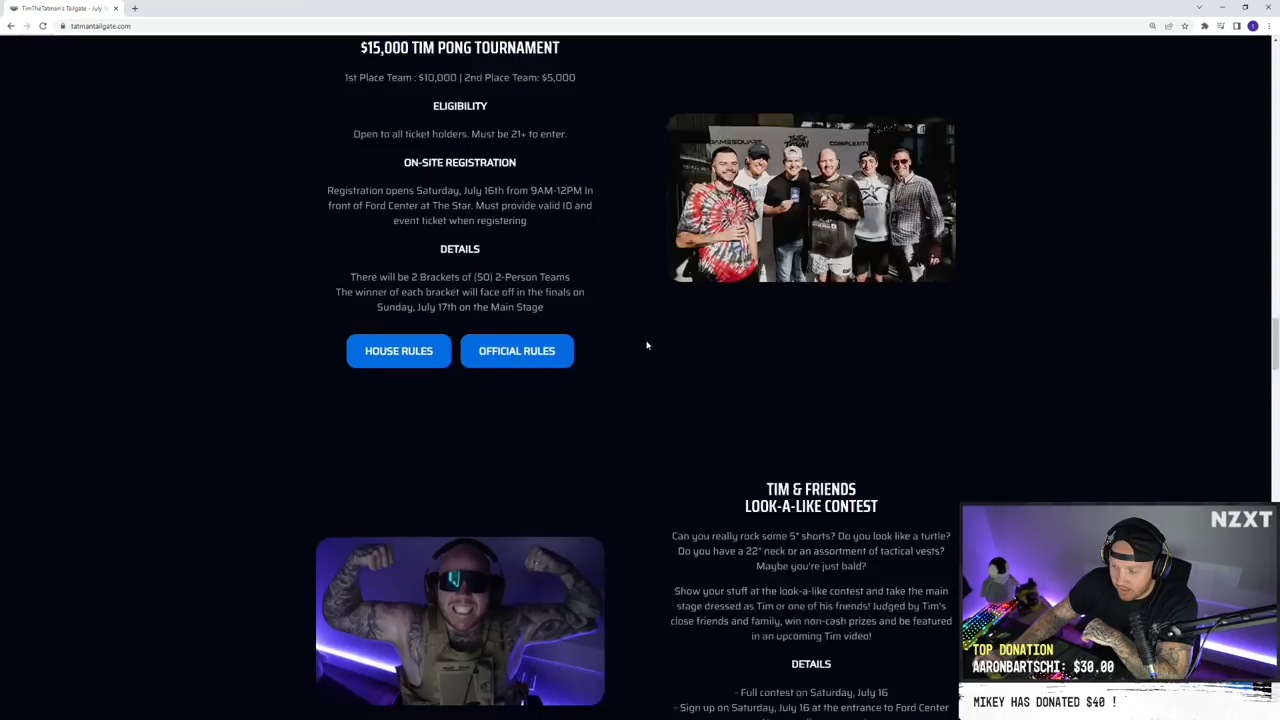 TimTheTatman's Tailgate - July 1
tatmantailgate.com
$15,000 TIM PONG TOURNAMENT
1st Place Team : $10,000 | 2nd Place Team: $5,000
ELIGIBILITY
Open to all ticket holders. Must be 21+ to enter.
ON-SITE REGISTRATION
Registration opens Saturday, July 16th from 9AM-12PM In
front of Ford Center at The Star. Must provide valid ID and
event ticket when registering
DETAILS
There will be 2 Brackets of (50) 2-Person Teams
The winner of each bracket will face off in the finals on
Sunday, July 17th on the Main Stage
HOUSE RULES
OFFICIAL RULES
GAMESQUARE
TIMTHE
TATMAN
COMPLEXITY
TIM & FRIENDS
LOOK-A-LIKE CONTEST
Can you really rock some 5" shorts? Do you look like a turtle?
Do you have a 22" neck or an assortment of tactical vests?
Maybe you're just bald?
Show your stuff at the look-a-like contest and take the main
stage dressed as Tim or one of his friends! Judged by Tim's
close friends and family, win non-cash prizes and be featured
in an upcoming Tim video!
DETAILS
- Full contest on Saturday, July 16
- Sign up on Saturday, July 16 at the entrance to Ford Center
NZXT
TOP DONATION
AARONBARTSCHI: $30.00
MIKEY HAS DONATED $40 !